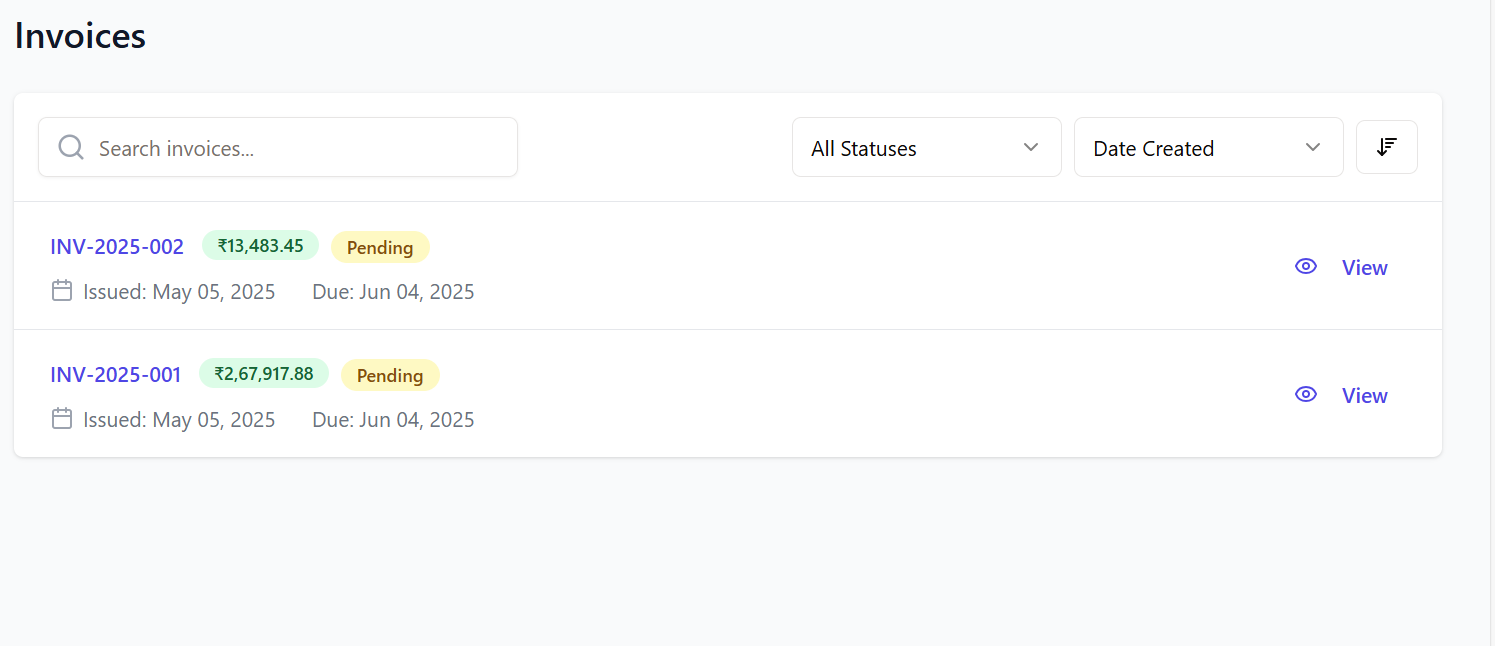 Invoices
Search invoices...
All Statuses
Date Created
INV-2025-002 ₹13,483.45 Pending
Issued: May 05, 2025 Due: Jun 04, 2025
View
INV-2025-001 ₹2,67,917.88 Pending
Issued: May 05, 2025 Due: Jun 04, 2025
View